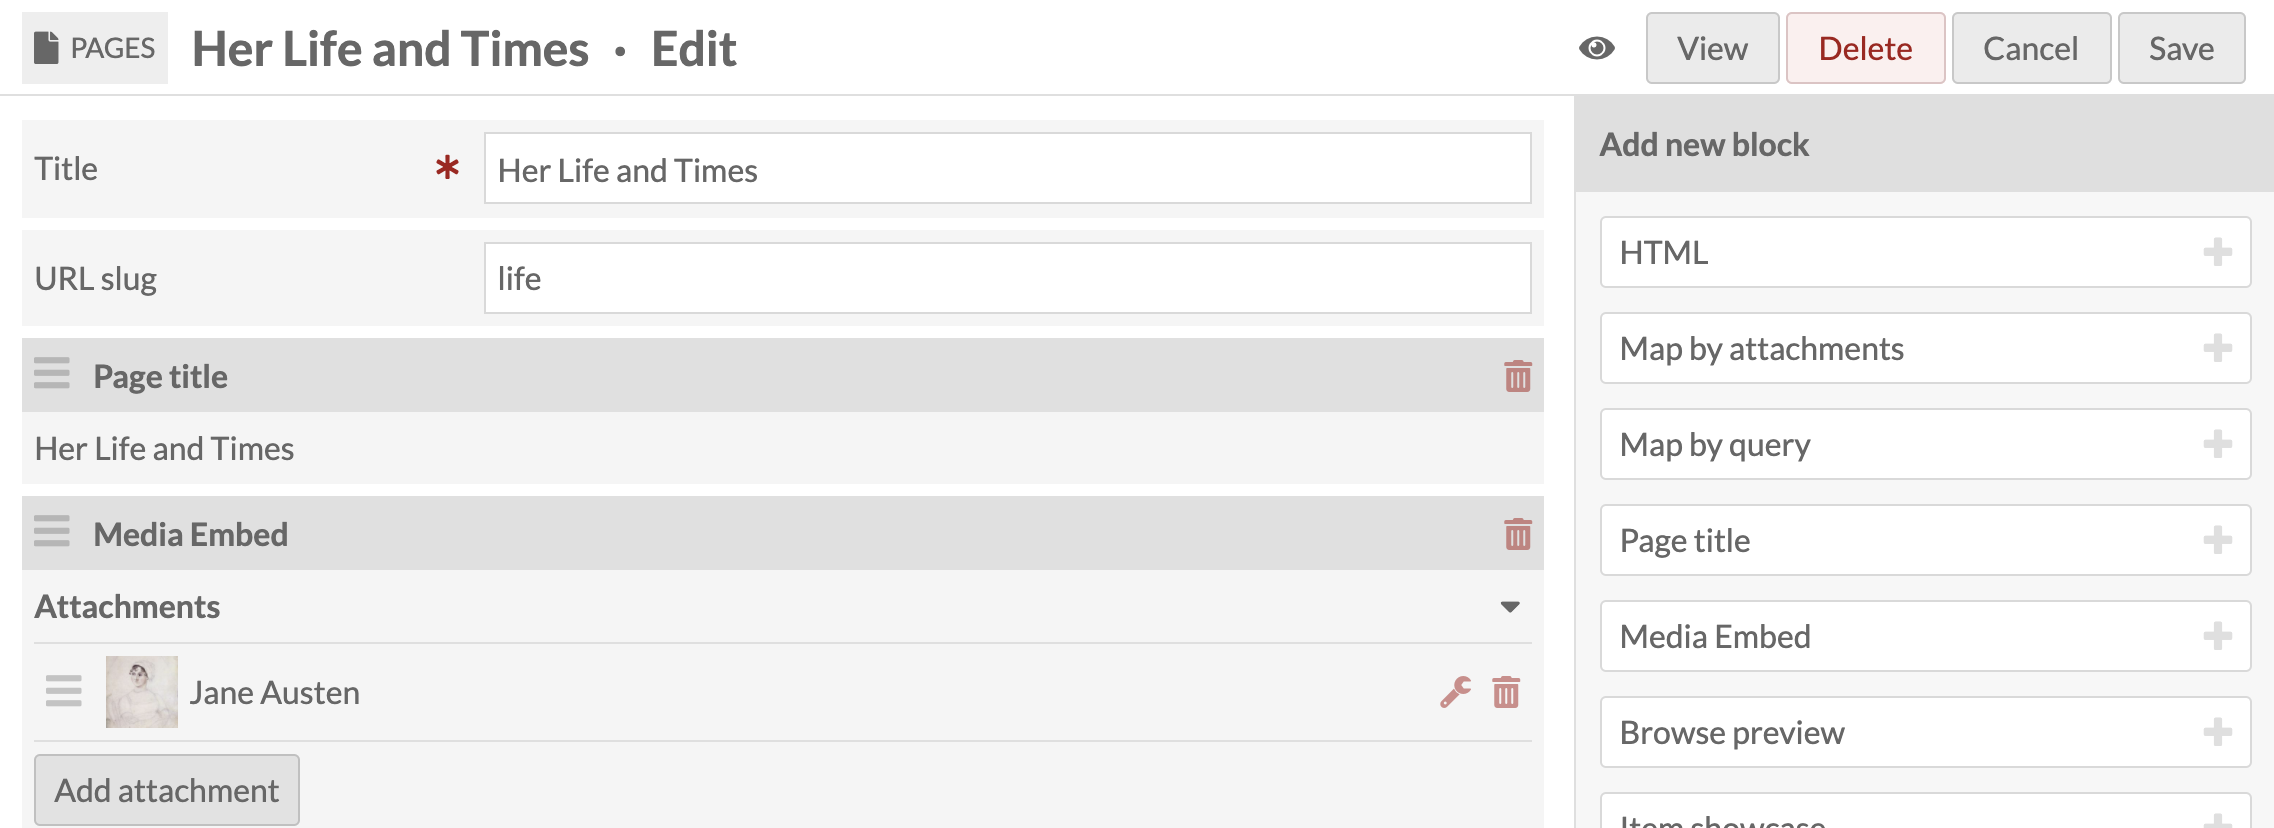 PAGES Her Life and Times · Edit View Delete Cancel Save
Title * Her Life and Times
URL slug life
Page title
Her Life and Times
Media Embed
Attachments
Jane Austen
Add attachment
Add new block
HTML
Map by attachments
Map by query
Page title
Media Embed
Browse preview
Item showcase